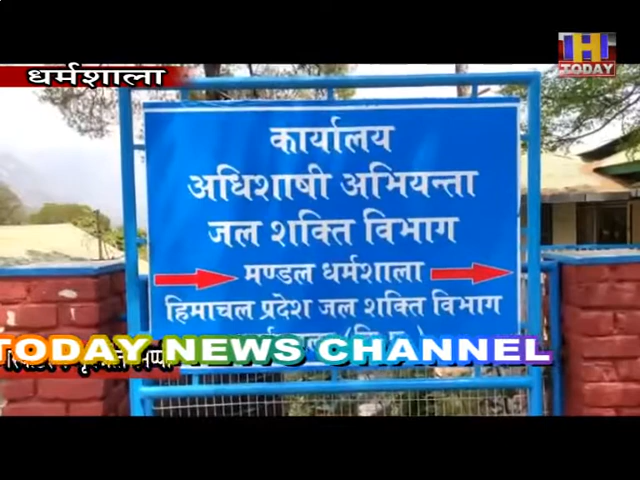 H
TODAY
धर्मशाला
कार्यालय
अधिशाषी अभियन्ता
जल शक्ति विभाग
मण्डल धर्मशाला
हिमाचल प्रदेश जल शक्ति विभाग
TODAY NEWS CHANNEL